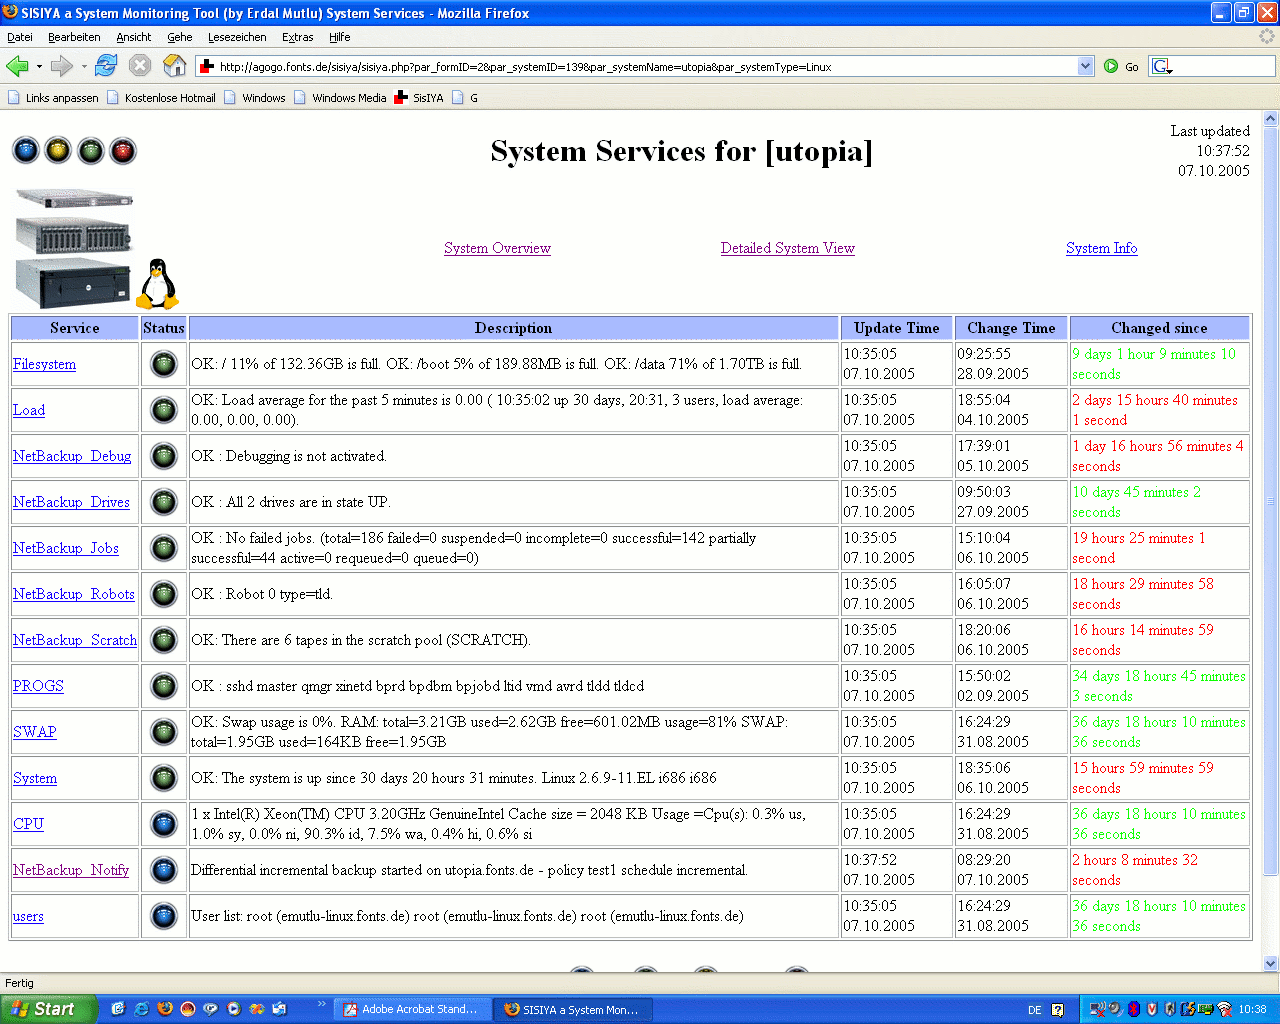 SISIYA a System Monitoring Tool (by Erdal Mutlu) System Services - Mozilla Firefox
Datei Bearbeiten Ansicht Gehe Lesezeichen Extras Hilfe
http://agogo.fonts.de/sisiya/sisiya.php?par_formID=2&par_systemID=139&par_systemName=utopia&par_systemType=Linux Go G
Links anpassen Kostenlose Hotmail Windows Windows Media SisIYA G
System Services for [utopia]
Last updated
10:37:52
07.10.2005
System Overview Detailed System View System Info
Service Status Description Update Time Change Time Changed since
Filesystem OK: / 11% of 132.36GB is full. OK: /boot 5% of 189.88MB is full. OK: /data 71% of 1.70TB is full. 10:35:05 09:25:55 9 days 1 hour 9 minutes 10
07.10.2005 28.09.2005 seconds
Load OK: Load average for the past 5 minutes is 0.00 ( 10:35:02 up 30 days, 20:31, 3 users, load average: 10:35:05 18:55:04 2 days 15 hours 40 minutes
0.00, 0.00, 0.00). 07.10.2005 04.10.2005 1 second
NetBackup_Debug OK : Debugging is not activated. 10:35:05 17:39:01 1 day 16 hours 56 minutes 4
07.10.2005 05.10.2005 seconds
NetBackup_Drives OK : All 2 drives are in state UP. 10:35:05 09:50:03 10 days 45 minutes 2
07.10.2005 27.09.2005 seconds
NetBackup_Jobs OK : No failed jobs. (total=186 failed=0 suspended=0 incomplete=0 successful=142 partially 10:35:05 15:10:04 19 hours 25 minutes 1
successful=44 active=0 requeued=0 queued=0) 07.10.2005 06.10.2005 second
NetBackup_Robots OK : Robot 0 type=tld. 10:35:05 16:05:07 18 hours 29 minutes 58
07.10.2005 06.10.2005 seconds
NetBackup_Scratch OK: There are 6 tapes in the scratch pool (SCRATCH). 10:35:05 18:20:06 16 hours 14 minutes 59
07.10.2005 06.10.2005 seconds
PROGS OK : sshd master qmgr xinetd bprd bpdbm bpjobd ltid vmd avrd tldd tldcd 10:35:05 15:50:02 34 days 18 hours 45 minutes
07.10.2005 02.09.2005 3 seconds
SWAP OK: Swap usage is 0%. RAM: total=3.21GB used=2.62GB free=601.02MB usage=81% SWAP: 10:35:05 16:24:29 36 days 18 hours 10 minutes
total=1.95GB used=164KB free=1.95GB 07.10.2005 31.08.2005 36 seconds
System OK: The system is up since 30 days 20 hours 31 minutes. Linux 2.6.9-11.EL i686 i686 10:35:05 18:35:06 15 hours 59 minutes 59
07.10.2005 06.10.2005 seconds
CPU 1 x Intel(R) Xeon(TM) CPU 3.20GHz GenuineIntel Cache size = 2048 KB Usage =Cpu(s): 0.3% us, 10:35:05 16:24:29 36 days 18 hours 10 minutes
1.0% sy, 0.0% ni, 90.3% id, 7.5% wa, 0.4% hi, 0.6% si 07.10.2005 31.08.2005 36 seconds
NetBackup_Notify Differential incremental backup started on utopia.fonts.de - policy test1 schedule incremental. 10:37:52 08:29:20 2 hours 8 minutes 32
07.10.2005 07.10.2005 seconds
users User list: root (emutlu-linux.fonts.de) root (emutlu-linux.fonts.de) root (emutlu-linux.fonts.de) 10:35:05 16:24:29 36 days 18 hours 10 minutes
07.10.2005 31.08.2005 36 seconds
Fertig
Start Adobe Acrobat Stand... SISIYA a System Mon... DE 10:38